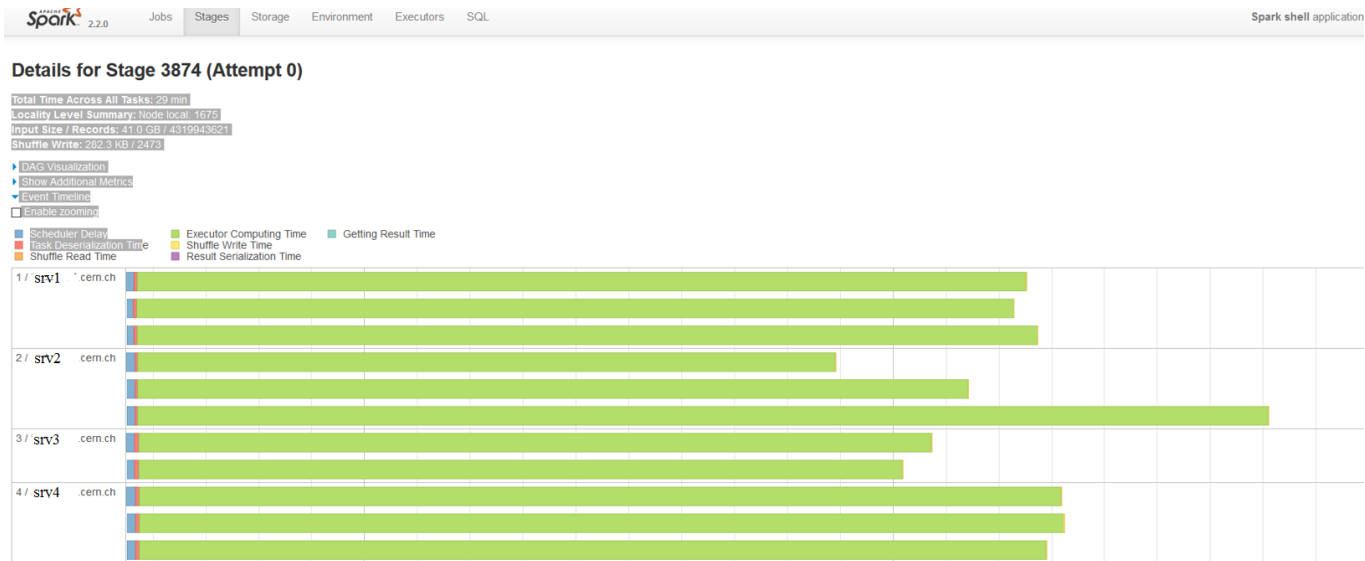 APACHE Spark 2.2.0 Jobs Stages Storage Environment Executors SQL Spark shell application
Details for Stage 3874 (Attempt 0)
Total Time Across All Tasks: 29 min
Locality Level Summary: Node local: 1675
Input Size / Records: 41.0 GB / 4319943621
Shuffle Write: 282.3 KB / 2473
DAG Visualization
Show Additional Metrics
Event Timeline
Enable zooming
Scheduler Delay Executor Computing Time Getting Result Time
Task Deserialization Time Shuffle Write Time
Shuffle Read Time Result Serialization Time
1 / srv1 cern.ch
2 / srv2 cern.ch
3 / srv3 .cern.ch
4 / srv4 .cern.ch